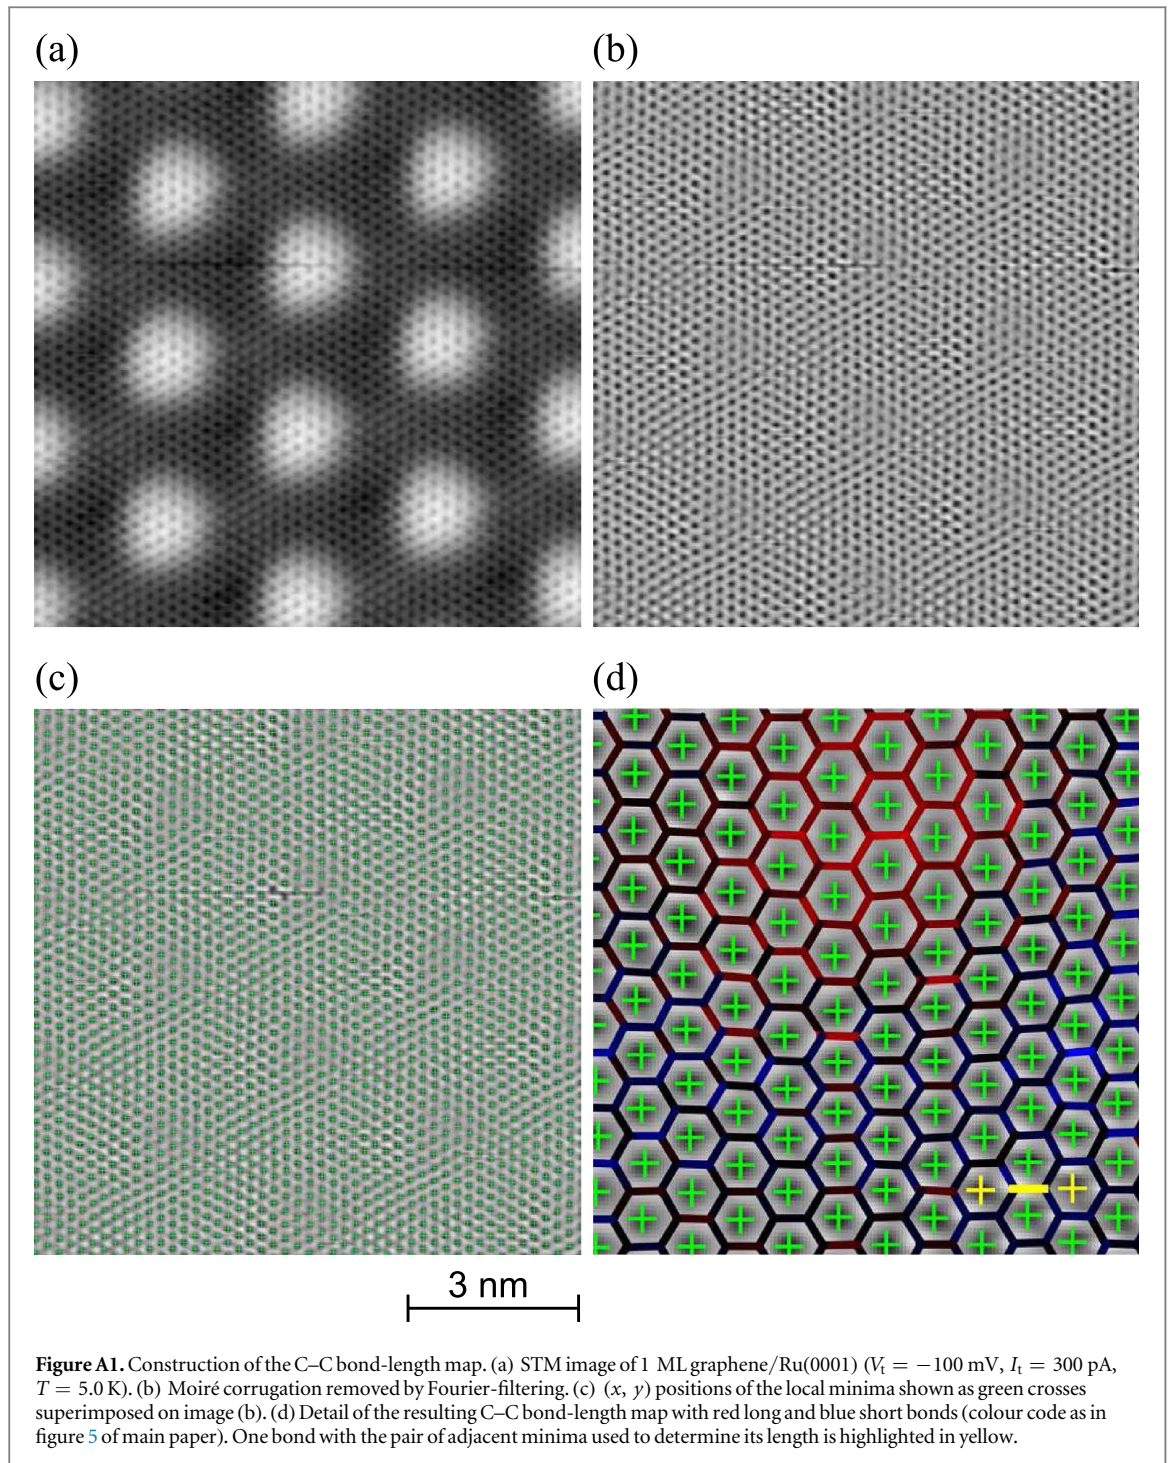 (a)
(b)
(c)
(d)
3 nm
Figure A1. Construction of the C–C bond-length map. (a) STM image of 1 ML graphene/Ru(0001) (Vt = −100 mV, It = 300 pA,
T = 5.0 K). (b) Moiré corrugation removed by Fourier-filtering. (c) (x, y) positions of the local minima shown as green crosses
superimposed on image (b). (d) Detail of the resulting C–C bond-length map with red long and blue short bonds (colour code as in
figure 5 of main paper). One bond with the pair of adjacent minima used to determine its length is highlighted in yellow.